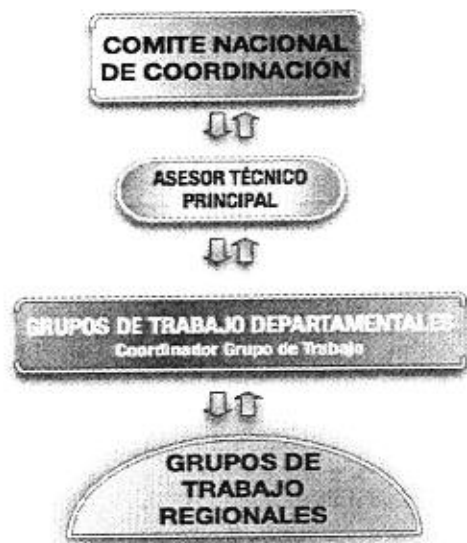 COMITE NACIONAL
DE COORDINACIÓN
ASESOR TÉCNICO
PRINCIPAL
GRUPOS DE TRABAJO DEPARTAMENTALES
Coordinador Grupo de Trabajo
GRUPOS DE
TRABAJO
REGIONALES